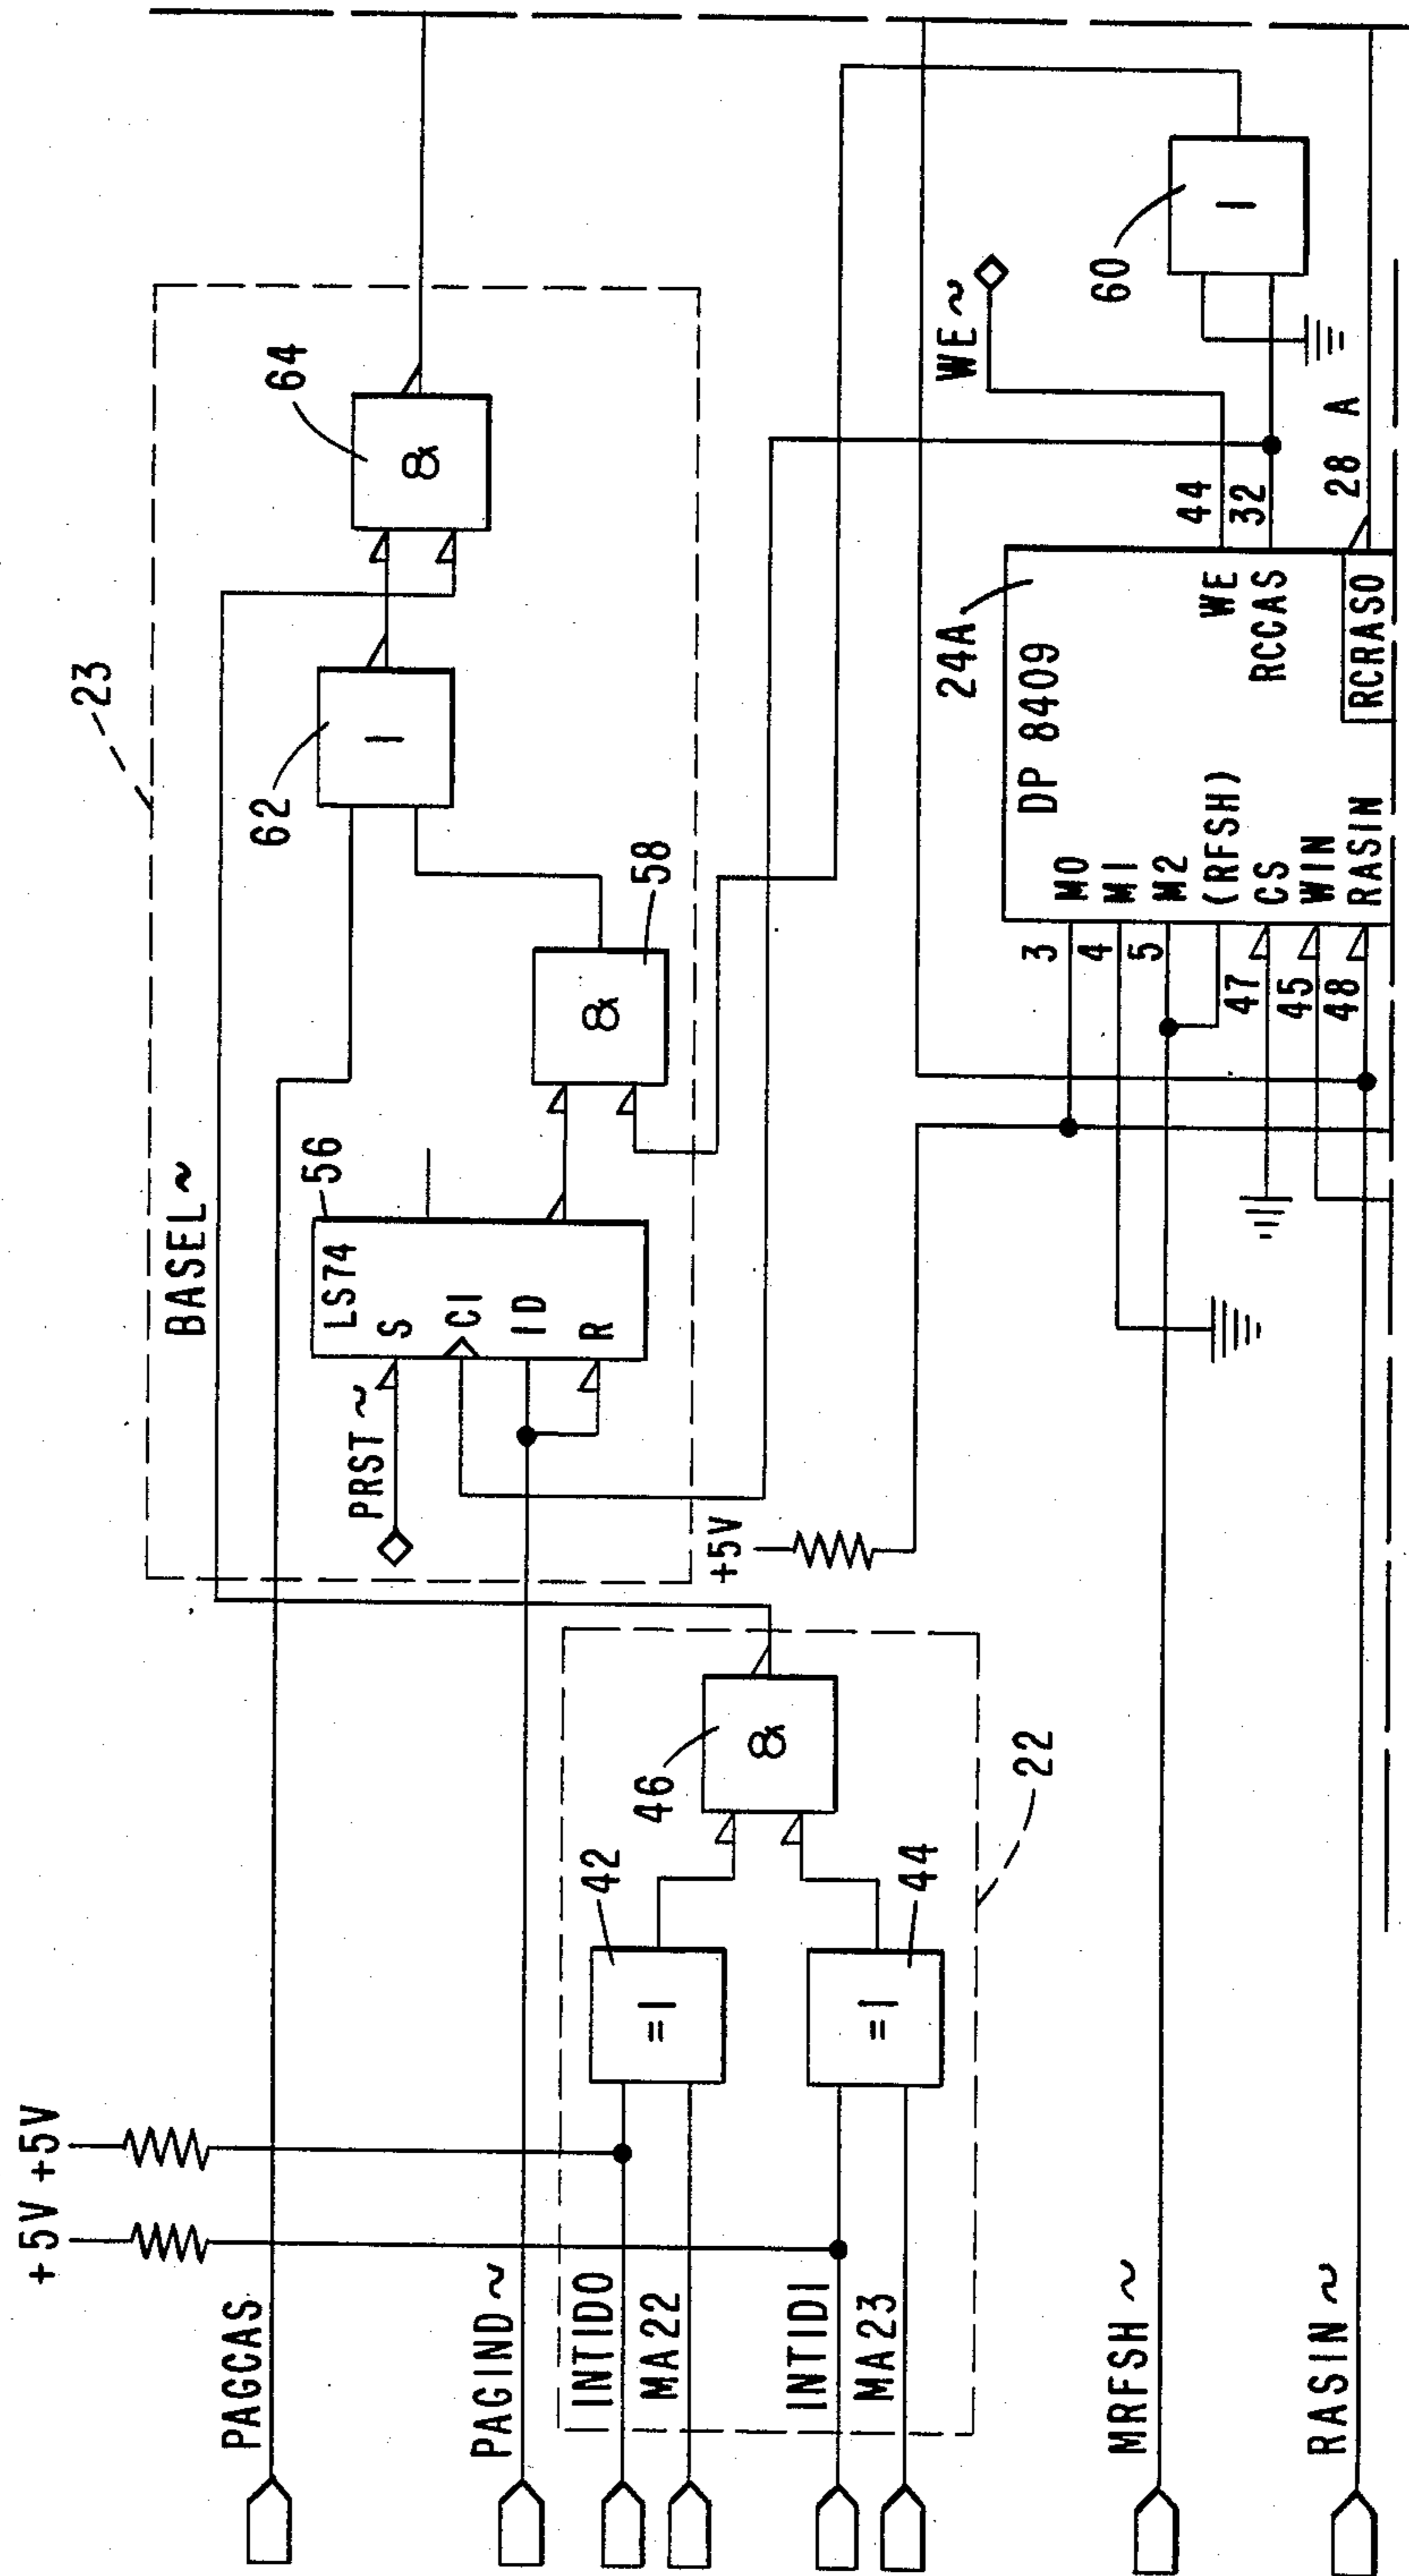 +5V +5V
PAGCAS
PAGIND ~
INTID0
MA22
INTID1
MA23
MRFSH ~
RASIN ~
42
=1
44
=1
46
&
22
23
BASEL ~
PRST ~
LS74
56
S
C1
1D
R
+5V
58
&
62
1
64
&
24A
DP 8409
3 M0
4 M1
5 M2
(RFSH)
47 CS
45 WIN
48 RASIN
WE 44
RCCAS 32
RCRAS0 28 A
WE ~
60
1